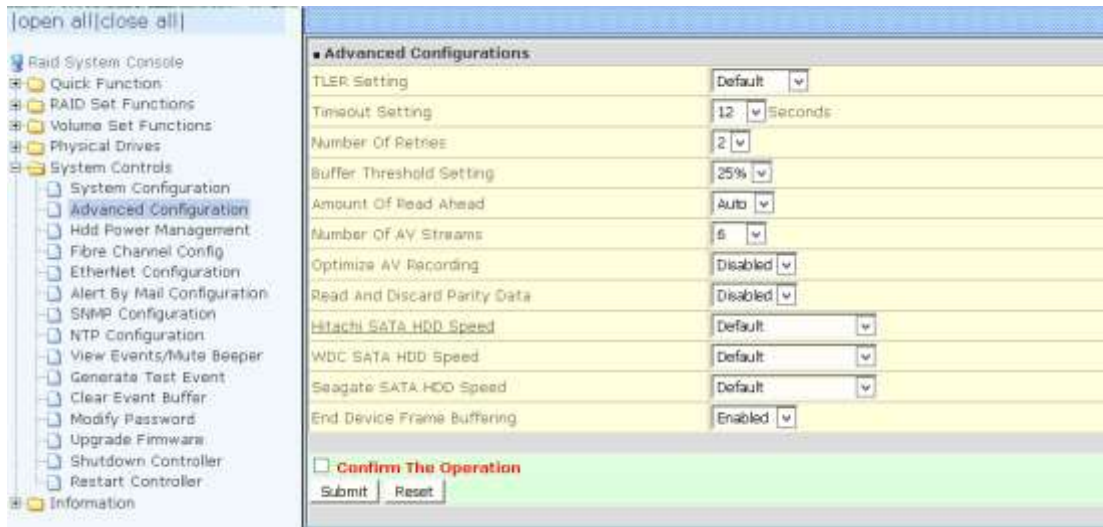 |open all|close all|
Raid System Console
Quick Function
RAID Set Functions
Volume Set Functions
Physical Drives
System Controls
System Configuration
Advanced Configuration
Hdd Power Management
Fibre Channel Config
EtherNet Configuration
Alert By Mail Configuration
SNMP Configuration
NTP Configuration
View Events/Mute Beeper
Generate Test Event
Clear Event Buffer
Modify Password
Upgrade Firmware
Shutdown Controller
Restart Controller
Information
Advanced Configurations
TLER Setting Default
Timeout Setting 12 Seconds
Number Of Retries 2
Buffer Threshold Setting 25%
Amount Of Read Ahead Auto
Number Of AV Streams 6
Optimize AV Recording Disabled
Read And Discard Parity Data Disabled
Hitachi SATA HDD Speed Default
WDC SATA HDD Speed Default
Seagate SATA HDD Speed Default
End Device Frame Buffering Enabled
Confirm The Operation
Submit Reset